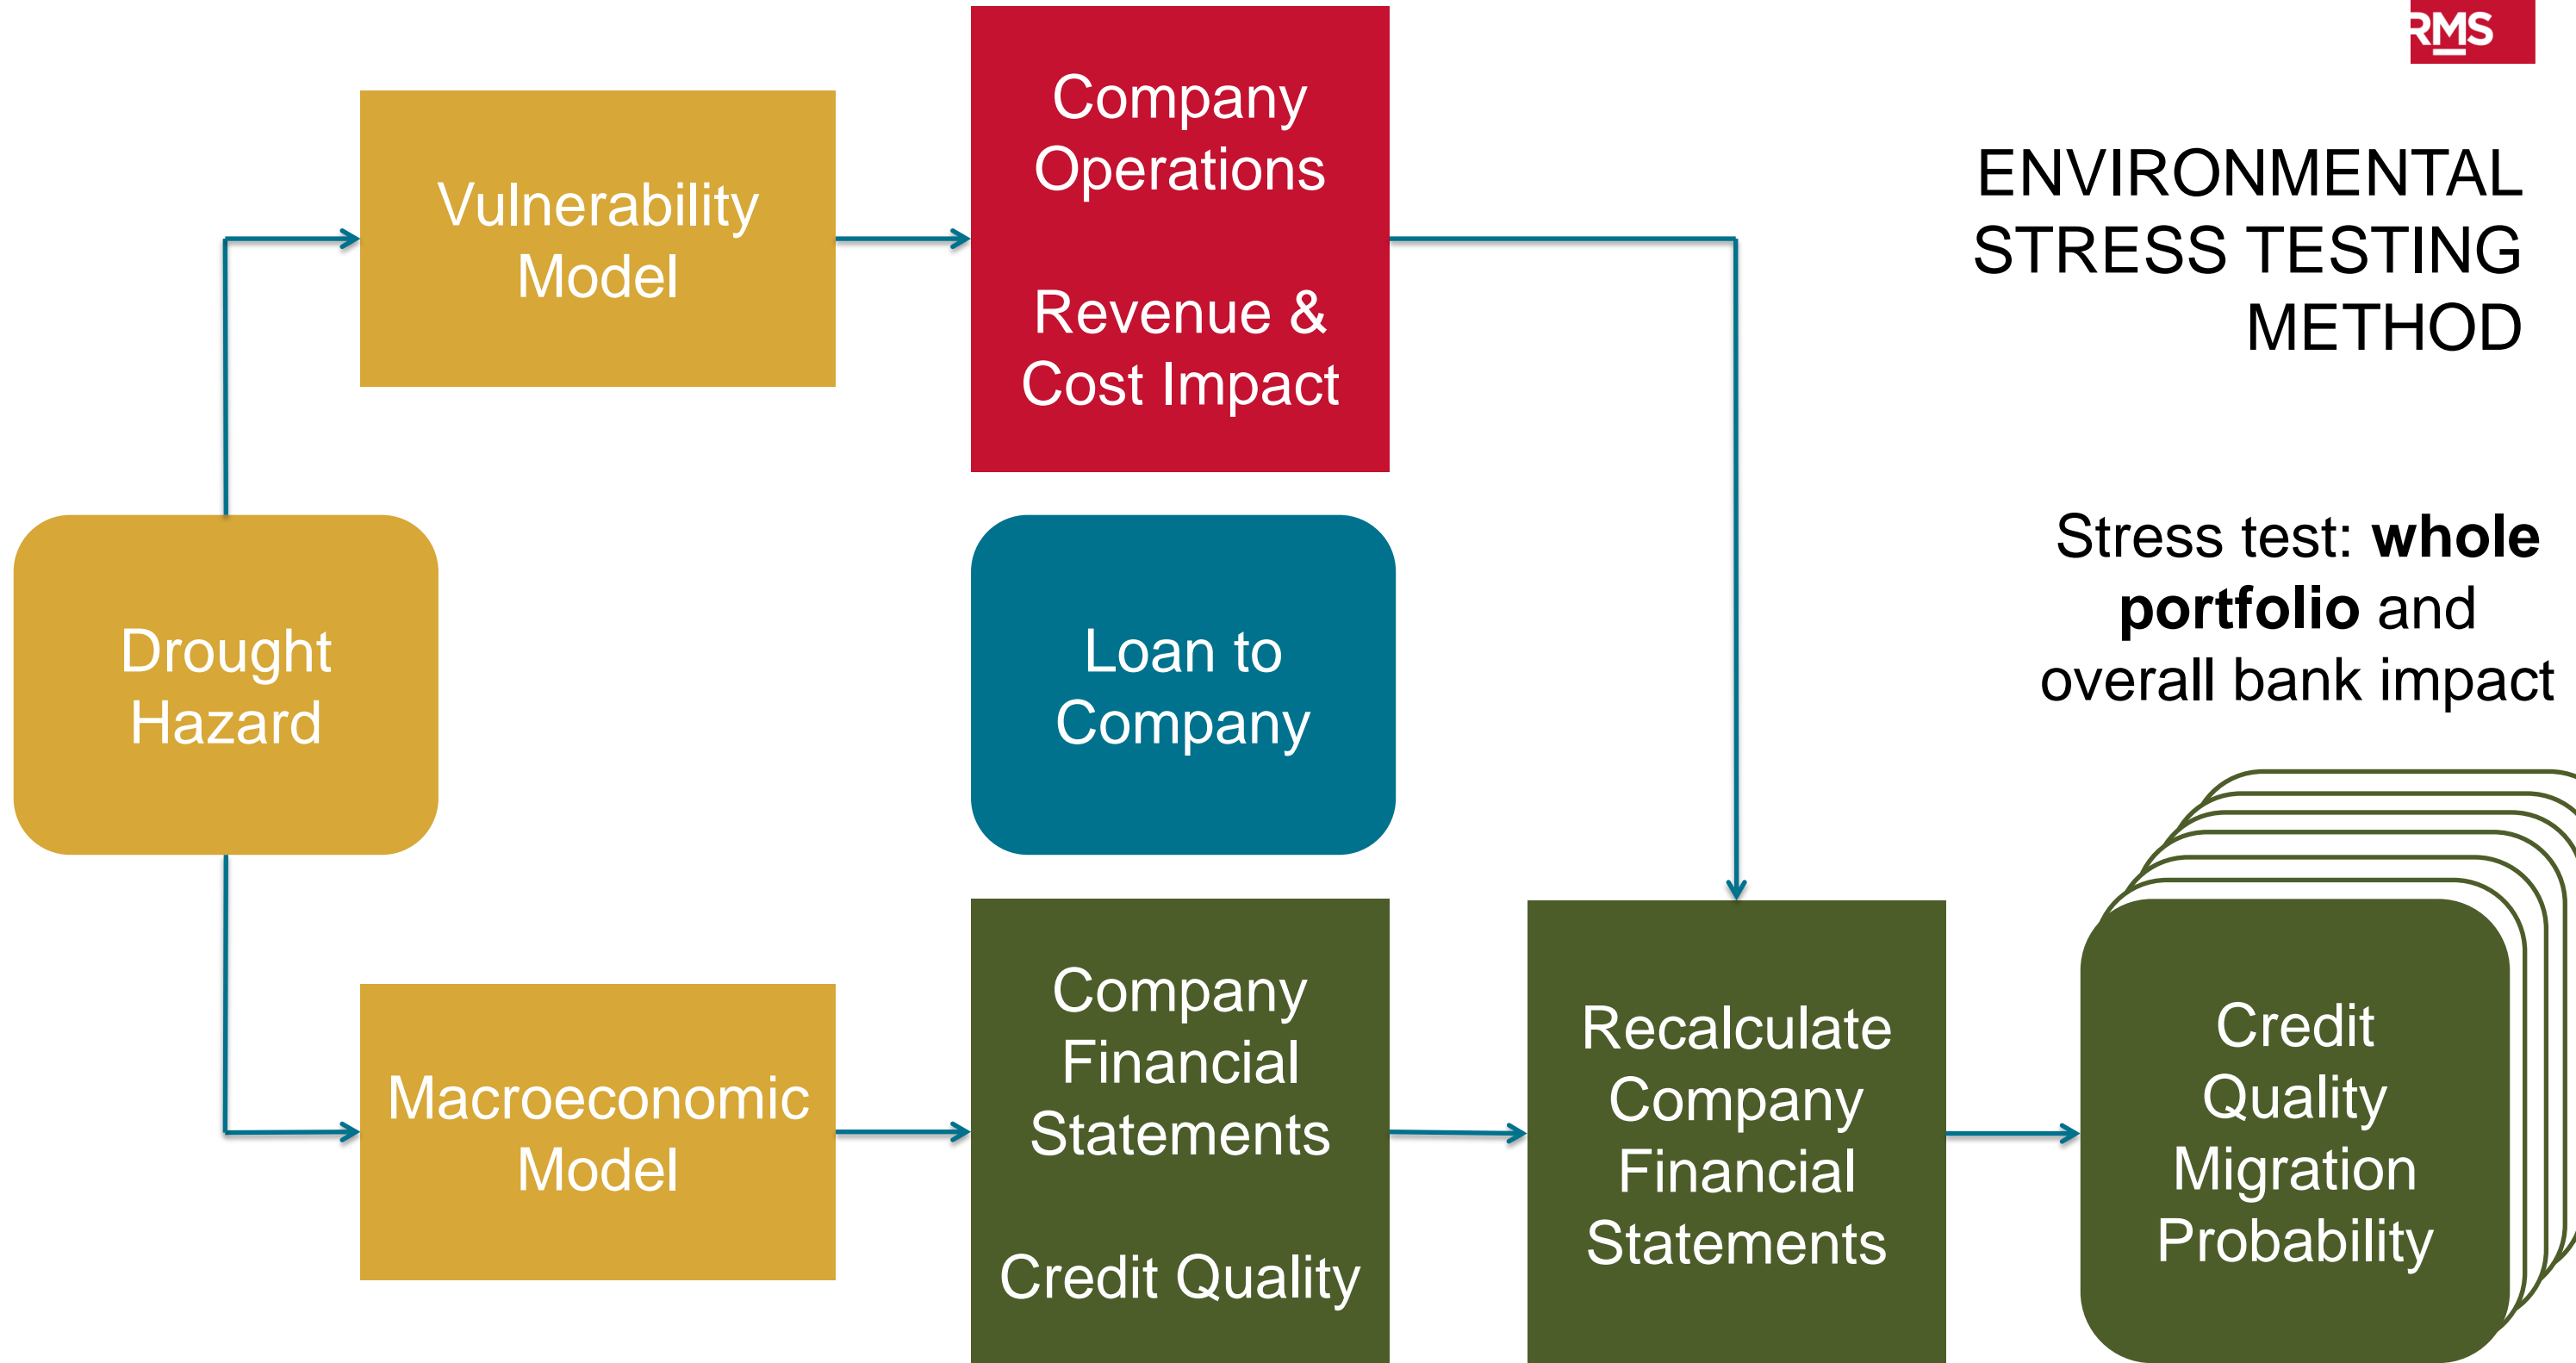 RMS
ENVIRONMENTAL
STRESS TESTING
METHOD
Vulnerability
Model
Company
Operations
Revenue &
Cost Impact
Drought
Hazard
Loan to
Company
Stress test: whole
portfolio and
overall bank impact
Macroeconomic
Model
Company
Financial
Statements
Credit Quality
Recalculate
Company
Financial
Statements
Credit
Quality
Migration
Probability